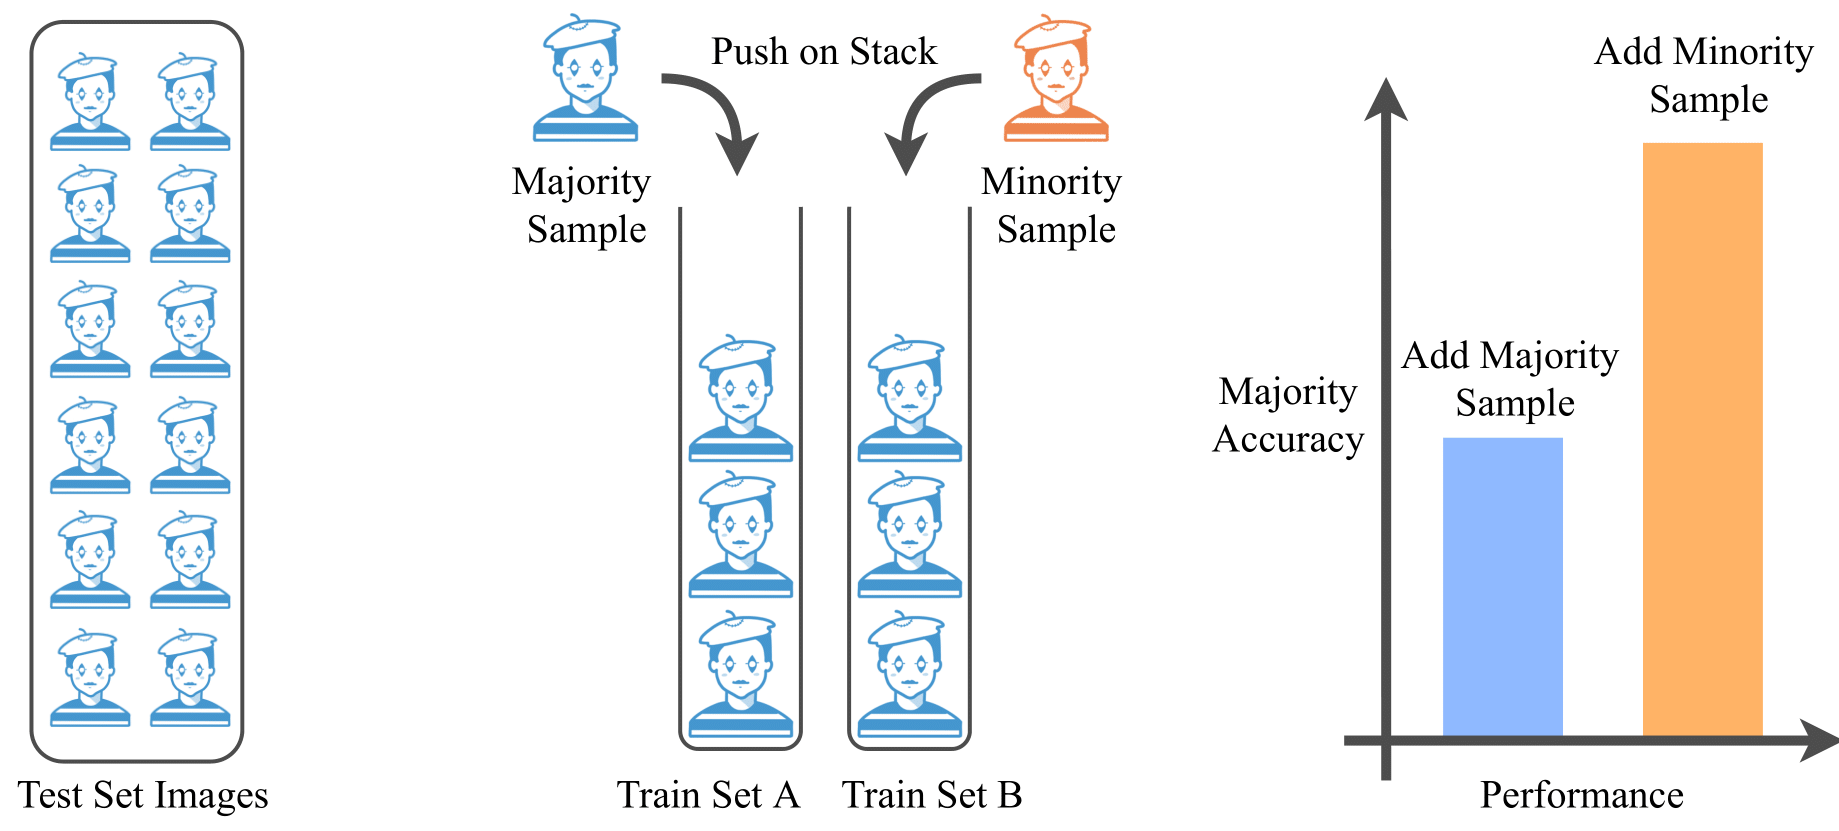 Test Set Images
Push on Stack
Majority
Sample
Minority
Sample
Train Set A
Train Set B
Majority
Accuracy
Add Majority
Sample
Add Minority
Sample
Performance